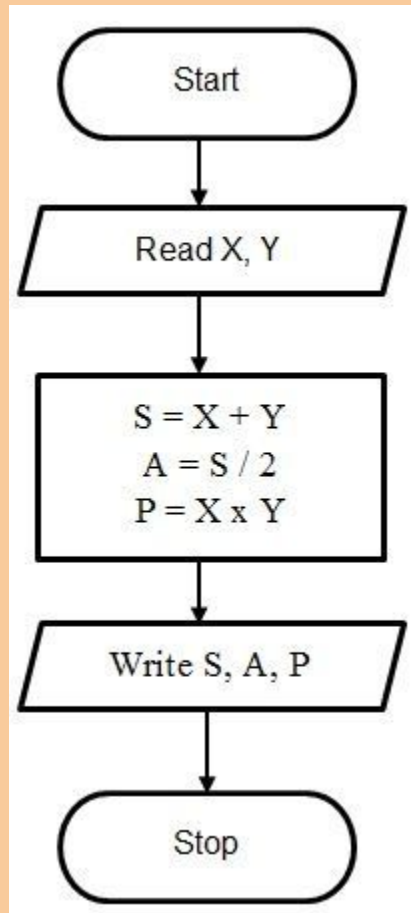 Start
Read X, Y
S = X + Y
A = S / 2
P = X x Y
Write S, A, P
Stop